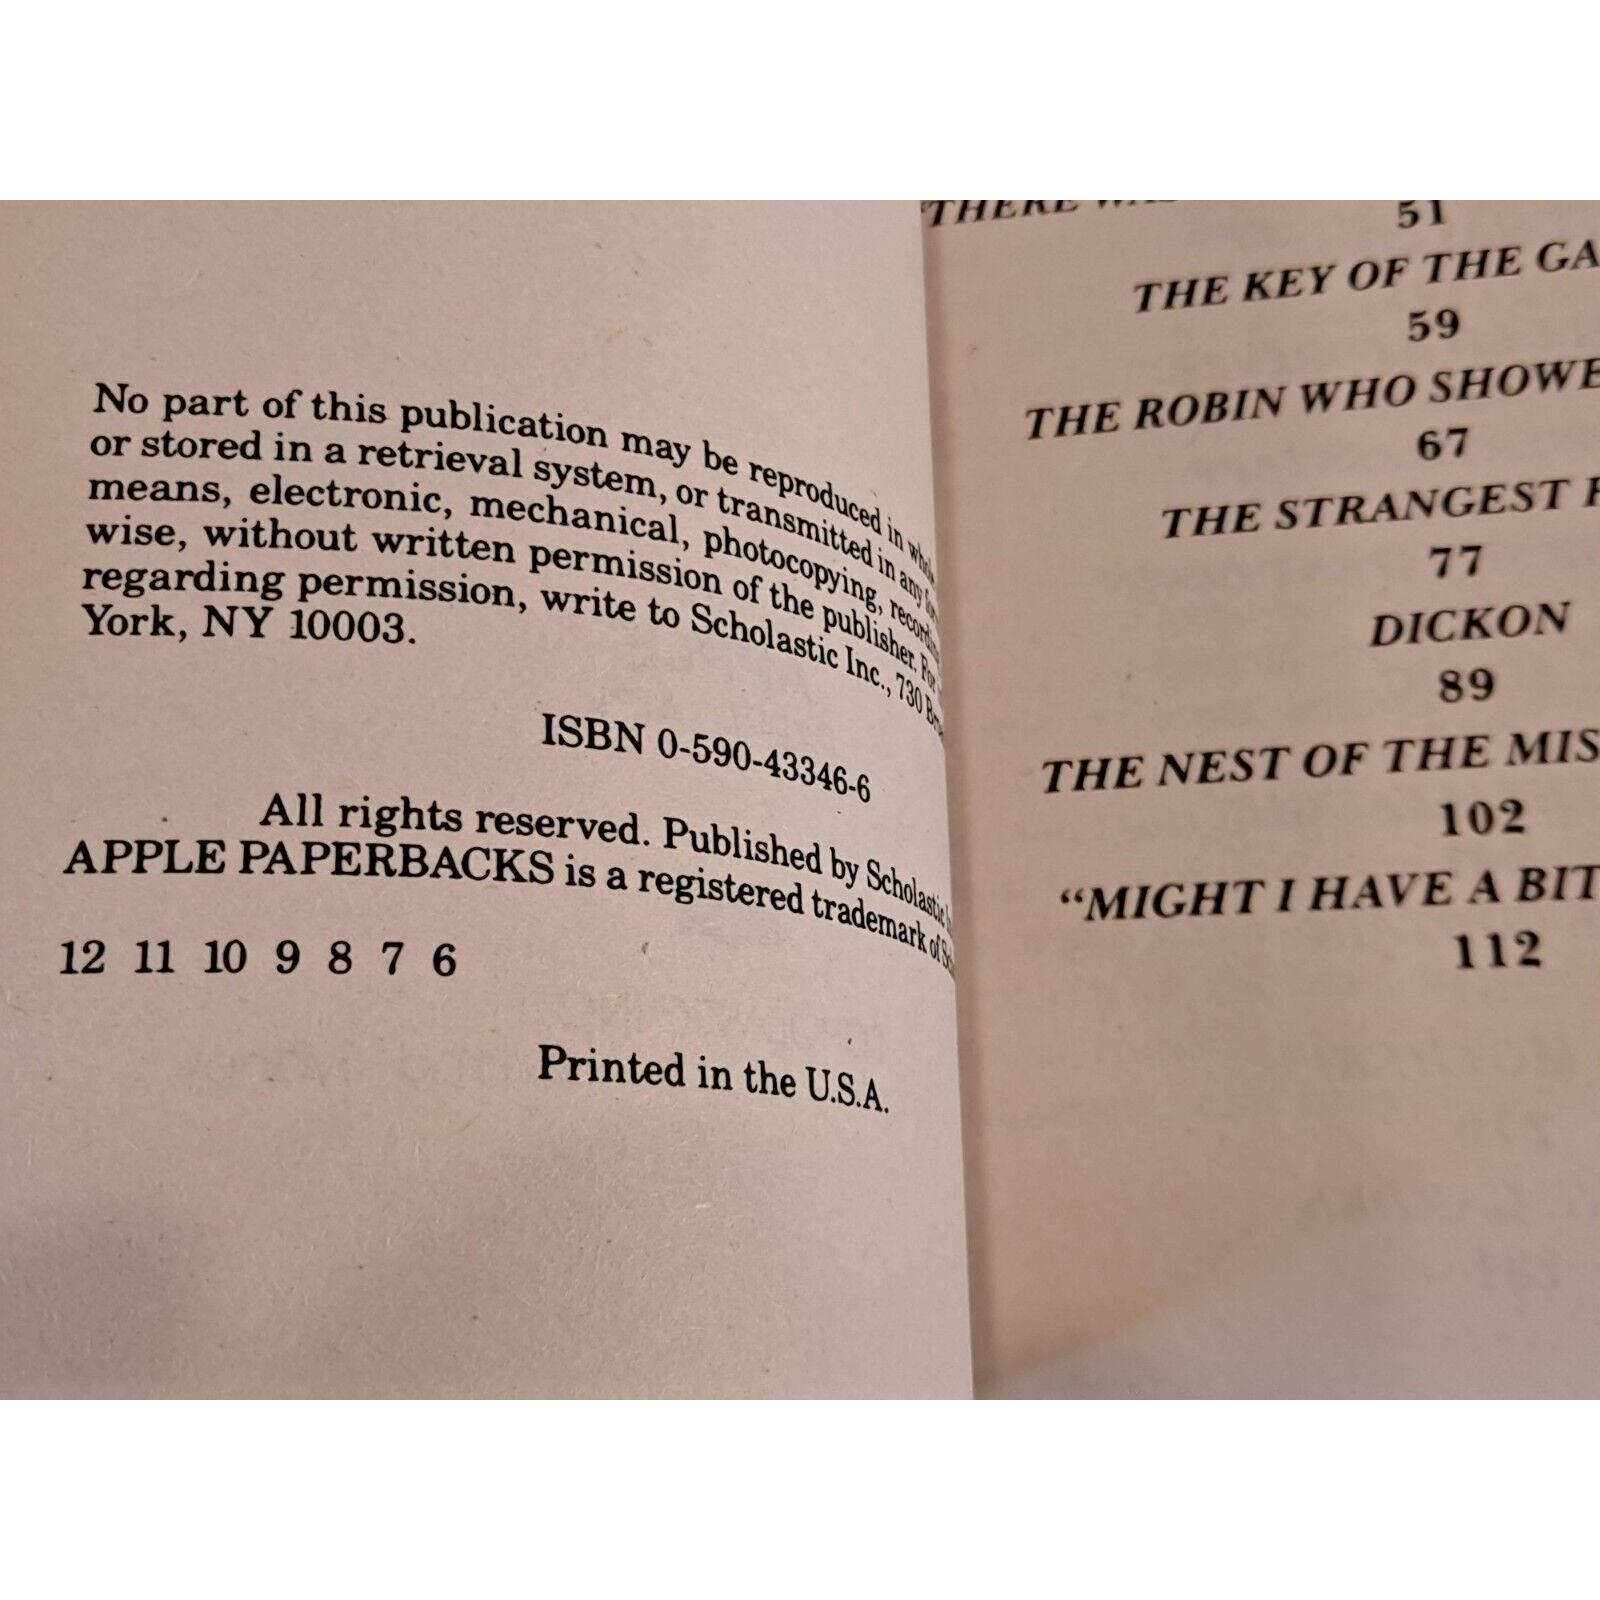 No part of this publication may be reproduced in whole
or stored in a retrieval system, or transmitted in any
means, electronic, mechanical, photocopying,
wise, without written permission of the publisher. For
regarding permission, write to Scholastic Inc., 730
York, NY 10003.
ISBN 0-590-43346-6
All rights reserved. Published by Scholastic
APPLE PAPERBACKS is a registered trademark of
12 11 10 9 8 7 6
Printed in the U.S.A.
"THERE
51
THE KEY OF THE GA
59
THE ROBIN WHO SHOWE
67
THE STRANGEST
77
DICKON
89
THE NEST OF THE MIS
102
"MIGHT I HAVE A BIT
112